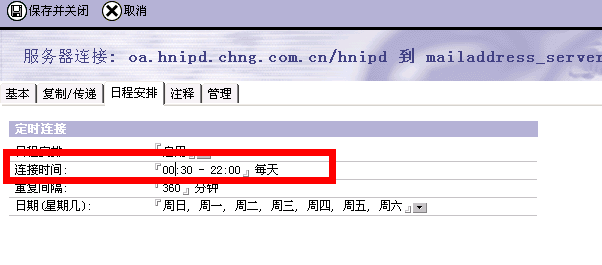 保存并关闭 取消
服务器连接: oa.hnipd.chng.com.cn/hnipd 到 mailaddress_server
基本 复制/传递 日程安排 注释 管理
定时连接
日程安排: 『启用』
连接时间: 『00:30 - 22:00』 每天
重复间隔: 『360』 分钟
日期(星期几): 『周日, 周一, 周二, 周三, 周四, 周五, 周六』